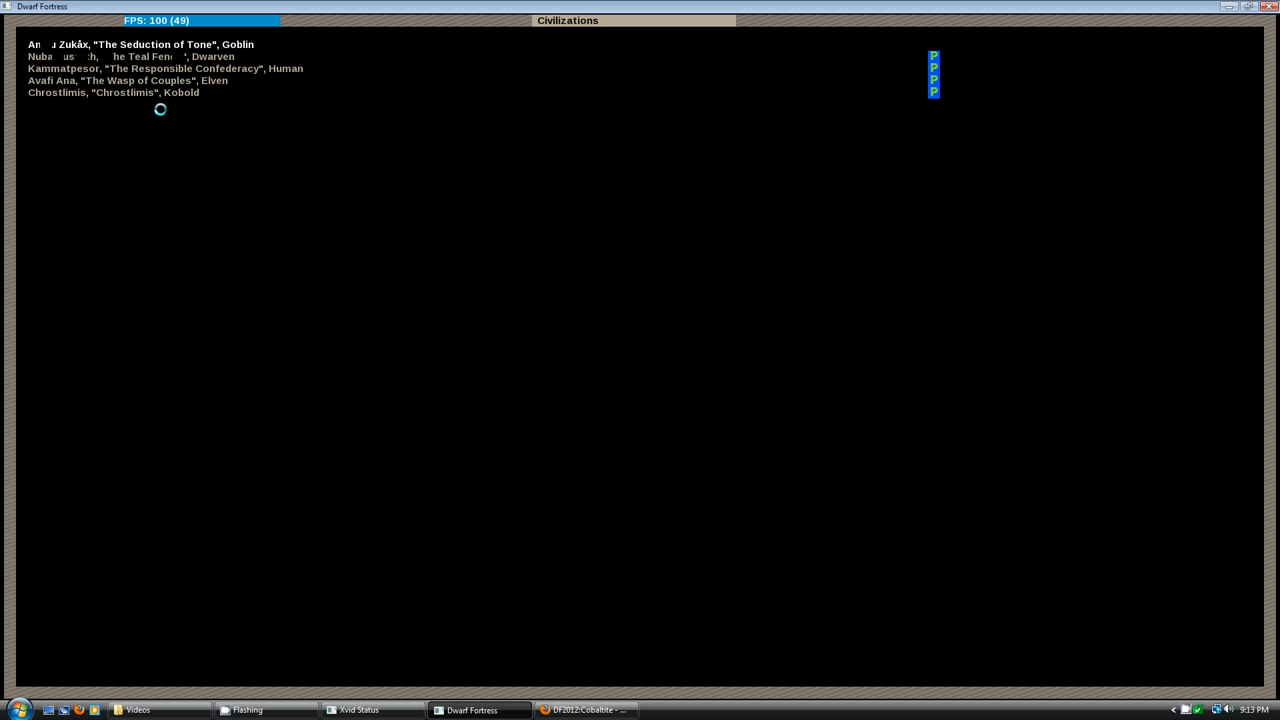 Dwarf Fortress
FPS: 100 (49)
Civilizations
Zukåx, "The Seduction of Tone", Goblin
Teal Dwarven
P
Kammatpesor, "The Responsible Confederacy", Human
P
Avafi Ana, "The Wasp of Couples", Elven
P
Chrostlimis, "Chrostlimis", Kobold
P
Videos
Flashing
Xvid Status
Dwarf Fortress
DF2012:Cobaltite - ...
9:13 PM